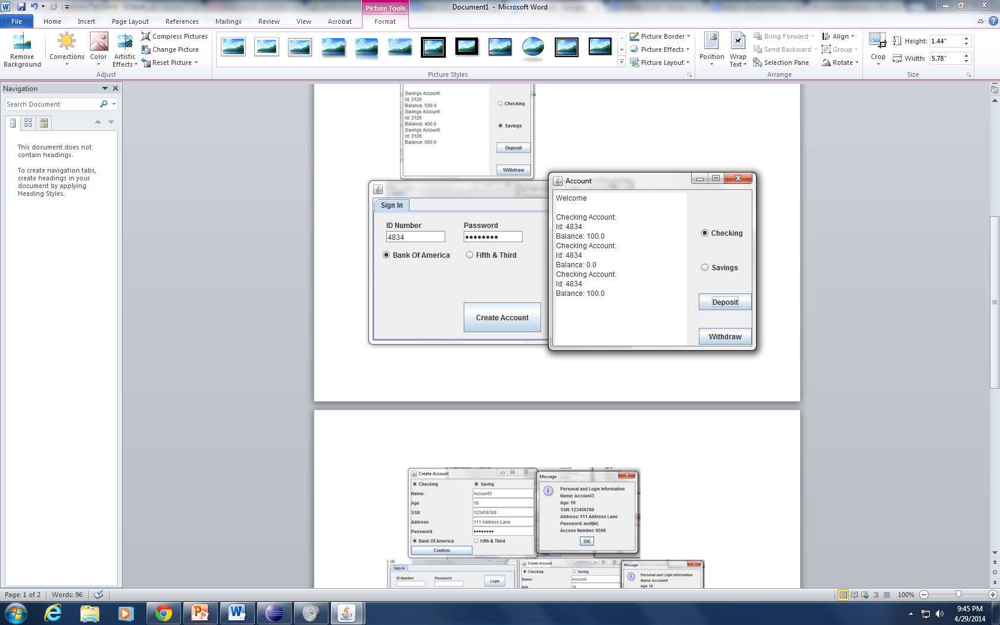 Picture Tools
Document1 - Microsoft Word
File Home Insert Page Layout References Mailings Review View Acrobat Format
Remove Background
Corrections
Color
Artistic Effects
Compress Pictures
Change Picture
Reset Picture
Adjust
Picture Styles
Picture Border
Picture Effects
Picture Layout
Position
Wrap Text
Bring Forward
Send Backward
Selection Pane
Align
Group
Rotate
Arrange
Crop
Height: 1.44"
Width: 5.78"
Size
Navigation
Search Document
This document does not
contain headings.
To create navigation tabs,
create headings in your
document by applying
Heading Styles.
Savings Account:
Id: 3126
Balance: 500.0
Savings Account:
Id: 3126
Balance: 400.0
Savings Account:
Id: 3126
Balance: 500.0
Checking
Savings
Deposit
Withdraw
Sign In
ID Number Password
4834
Bank Of America Fifth & Third
Create Account
Account
Welcome
Checking Account:
Id: 4834
Balance: 100.0
Checking Account:
Id: 4834
Balance: 0.0
Checking Account:
Id: 4834
Balance: 100.0
Checking
Savings
Deposit
Withdraw
Create Account
Checking Saving
Name: Account3
Age 18
SSN 123456789
Address 111 Address Lane
Password
Bank Of America Fifth & Third
Confirm
Message
Personal and Login Information
Name: Account3
Age: 18
SSN: 123456789
Address: 111 Address Lane
Password: asdfjkl;
Access Number: 9599
OK
Sign In
ID Number Password
Login
Create Account
Checking Saving
Name: Account4
Age 18
Message
Personal and Login Information
Name: Account4
Age: 18
Page: 1 of 2 Words: 96
100%
9:45 PM
4/29/2014